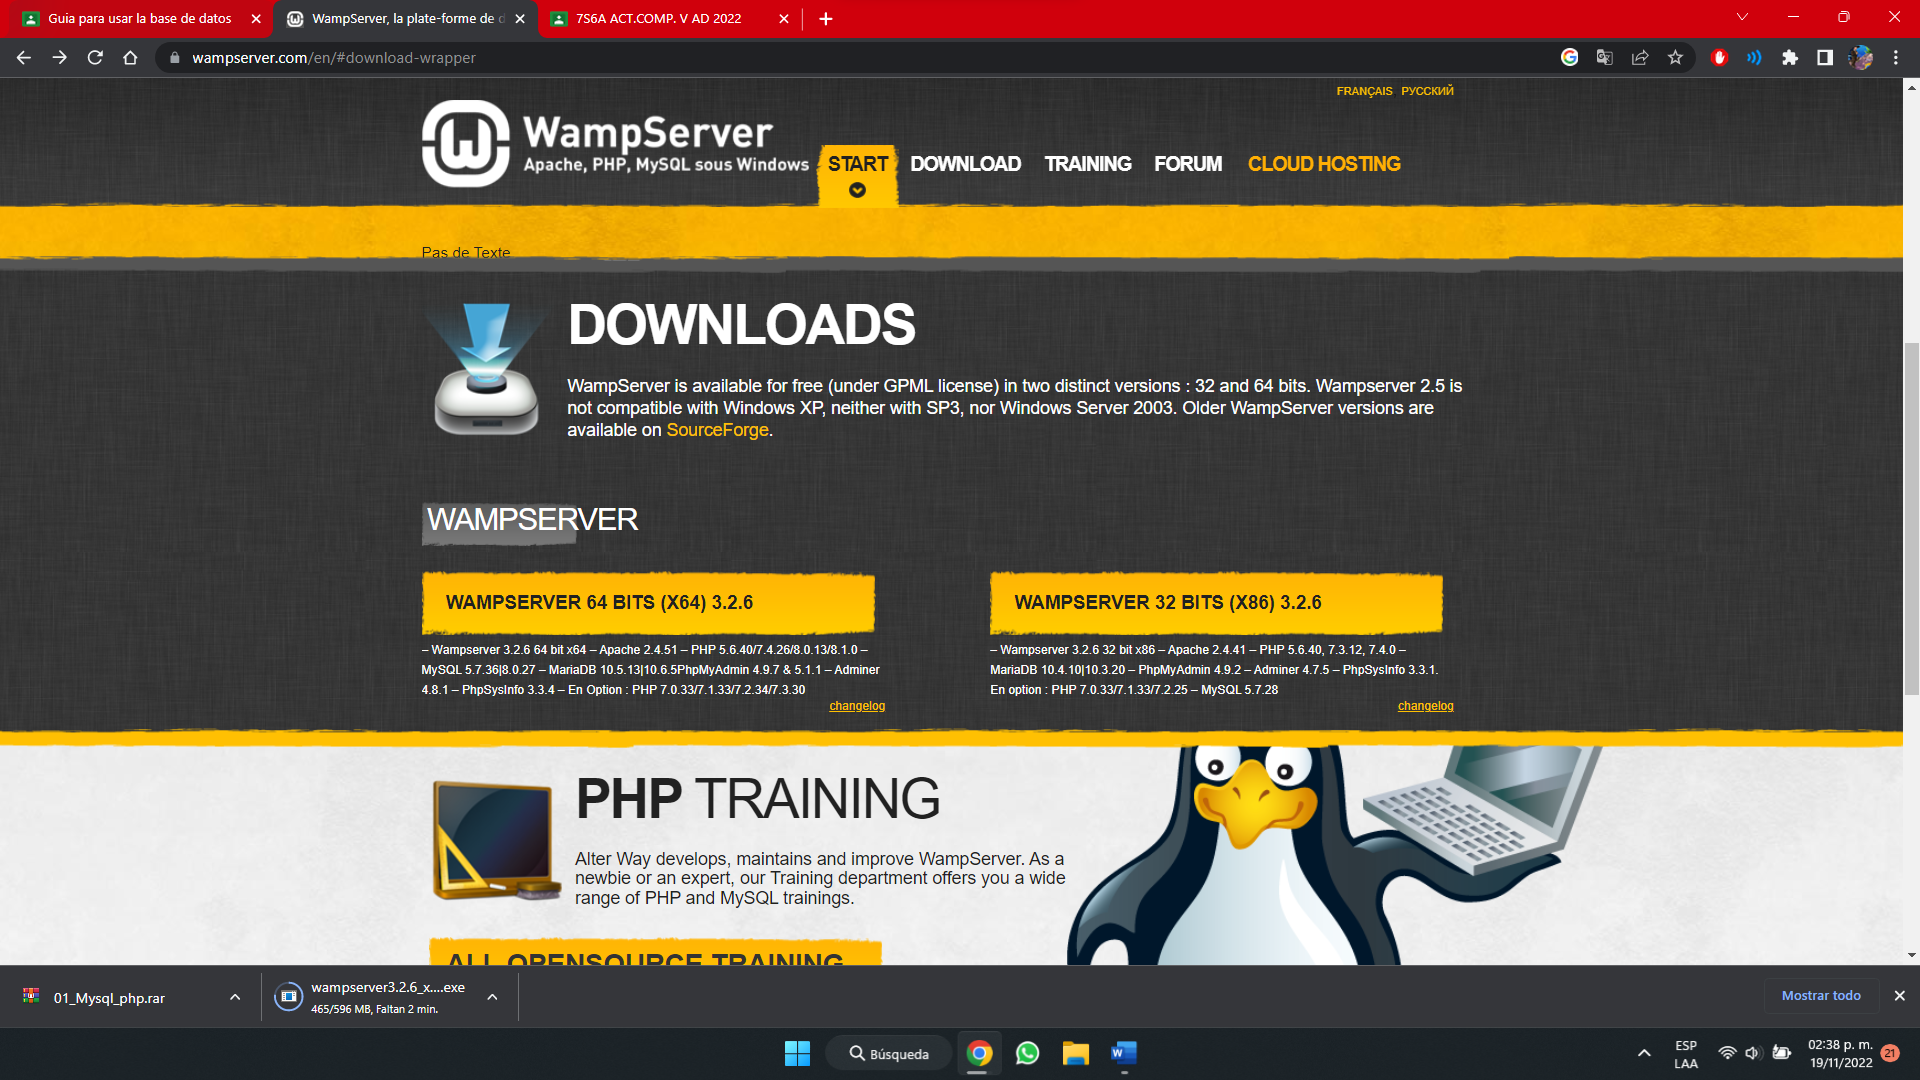 Guia para usar la base de datos
WampServer, la plate-forme de d
7S6A ACT.COMP. V AD 2022
wampserver.com/en/#download-wrapper
FRANÇAIS РУССКИЙ
WampServer
Apache, PHP, MySQL sous Windows
START
DOWNLOAD
TRAINING
FORUM
CLOUD HOSTING
Pas de Texte
DOWNLOADS
WampServer is available for free (under GPML license) in two distinct versions : 32 and 64 bits. Wampserver 2.5 is
not compatible with Windows XP, neither with SP3, nor Windows Server 2003. Older WampServer versions are
available on SourceForge.
WAMPSERVER
WAMPSERVER 64 BITS (X64) 3.2.6
– Wampserver 3.2.6 64 bit x64 – Apache 2.4.51 – PHP 5.6.40/7.4.26/8.0.13/8.1.0 –
MySQL 5.7.36|8.0.27 – MariaDB 10.5.13|10.6.5PhpMyAdmin 4.9.7 & 5.1.1 – Adminer
4.8.1 – PhpSysInfo 3.3.4 – En Option : PHP 7.0.33/7.1.33/7.2.34/7.3.30
changelog
WAMPSERVER 32 BITS (X86) 3.2.6
– Wampserver 3.2.6 32 bit x86 – Apache 2.4.41 – PHP 5.6.40, 7.3.12, 7.4.0 –
MariaDB 10.4.10|10.3.20 – PhpMyAdmin 4.9.2 – Adminer 4.7.5 – PhpSysInfo 3.3.1.
En option : PHP 7.0.33/7.1.33/7.2.25 – MySQL 5.7.28
changelog
PHP TRAINING
Alter Way develops, maintains and improve WampServer. As a
newbie or an expert, our Training department offers you a wide
range of PHP and MySQL trainings.
ALL OPENSOURCE TRAINING
01_Mysql_php.rar
wampserver3.2.6_x....exe
465/596 MB, Faltan 2 min.
Mostrar todo
Búsqueda
ESP
LAA
02:38 p. m.
19/11/2022
21